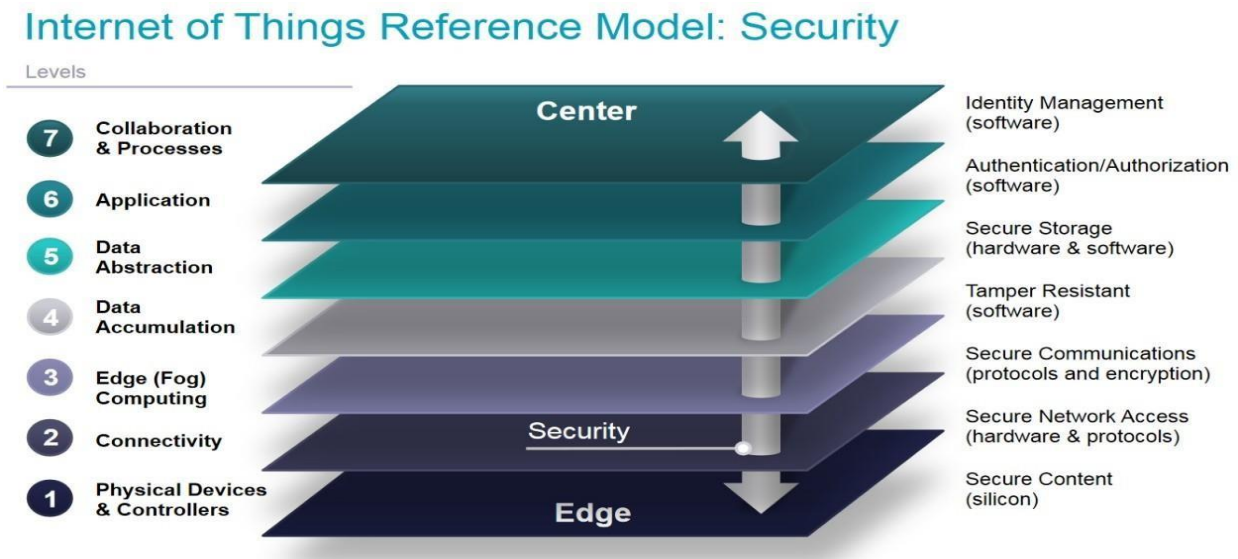 Internet of Things Reference Model: Security
Levels
7
Collaboration
& Processes
6
Application
5
Data
Abstraction
4
Data
Accumulation
3
Edge (Fog)
Computing
2
Connectivity
1
Physical Devices
& Controllers
Center
Security
Edge
Identity Management
(software)
Authentication/Authorization
(software)
Secure Storage
(hardware & software)
Tamper Resistant
(software)
Secure Communications
(protocols and encryption)
Secure Network Access
(hardware & protocols)
Secure Content
(silicon)